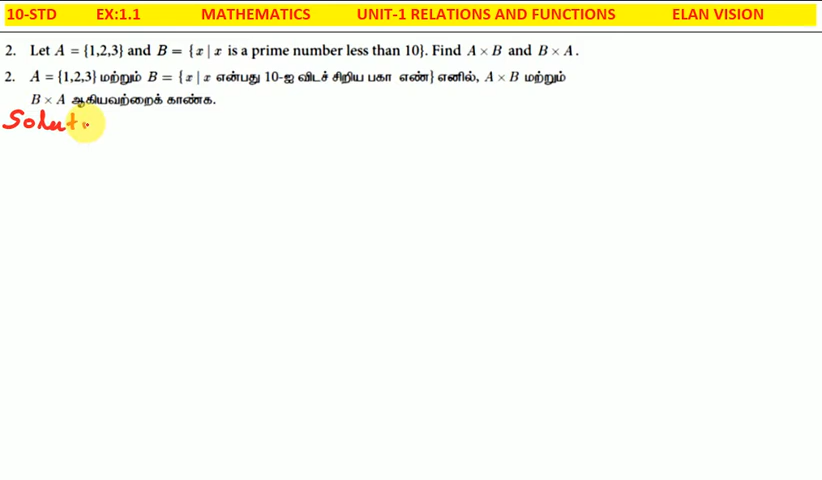 10-STD EX:1.1 MATHEMATICS UNIT-1 RELATIONS AND FUNCTIONS ELAN VISION
2. Let A = {1,2,3} and B = {x | x is a prime number less than 10}. Find A × B and B × A.
2. A = {1,2,3} மற்றும் B = {x | x என்பது 10-ஐ விடச் சிறிய பகா எண்} எனில், A × B மற்றும்
B × A ஆகியவற்றைக் காண்க.
Solut